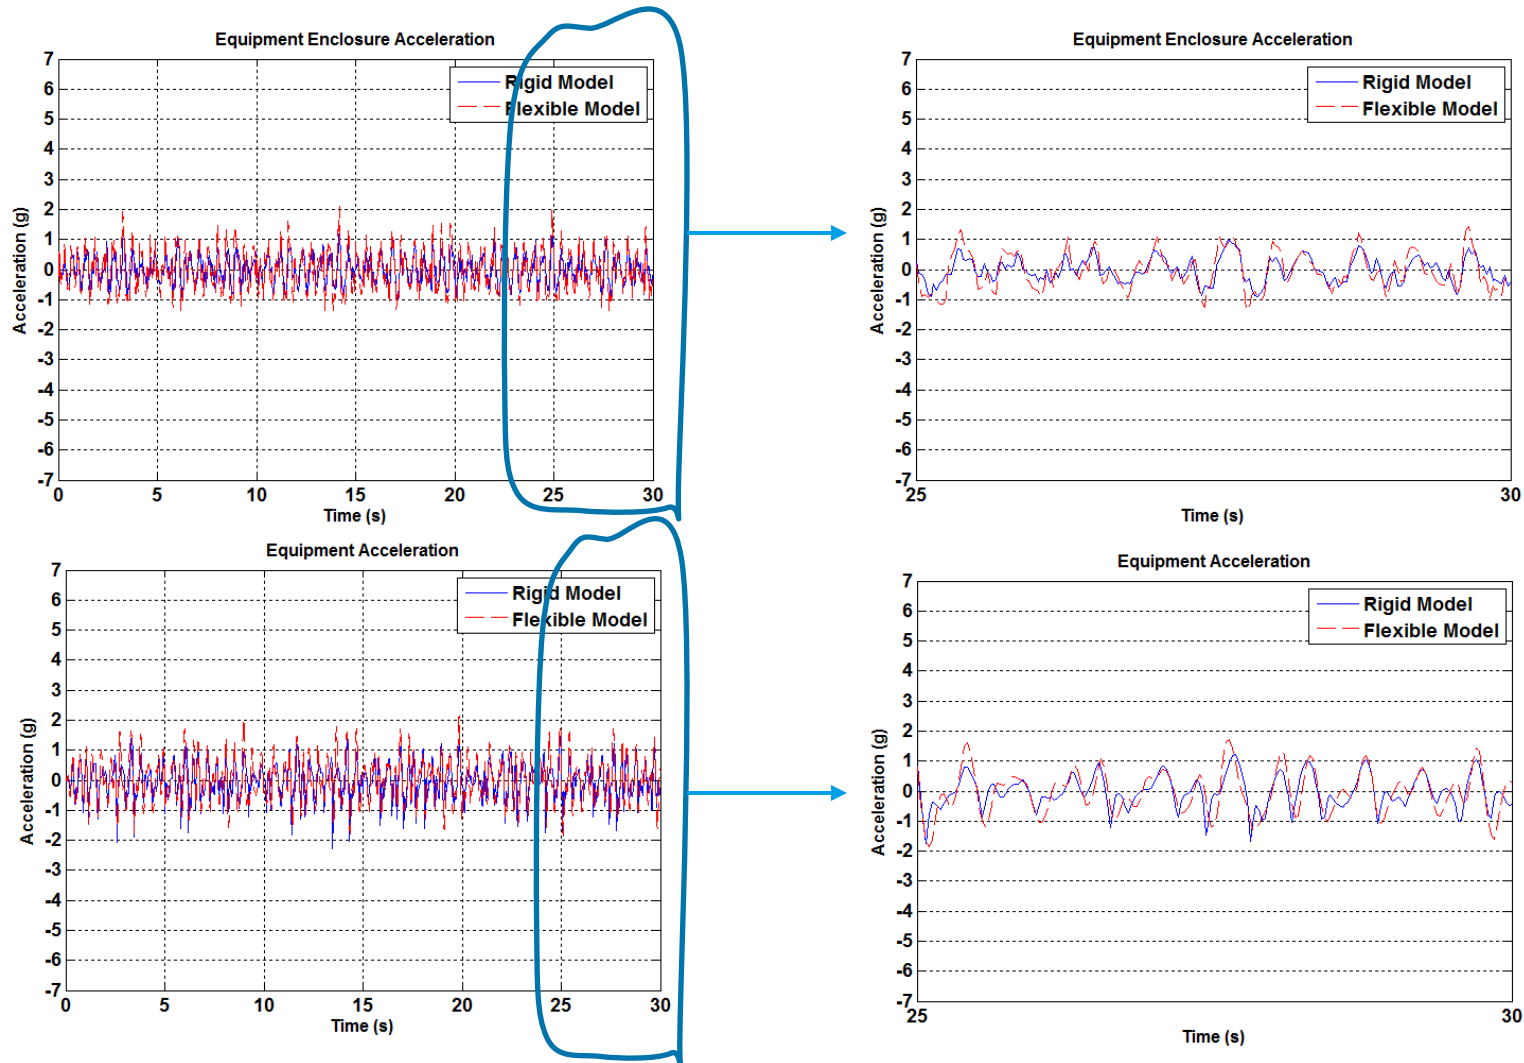 Equipment Enclosure Acceleration
7
6
5
4
3
2
1
0
-1
-2
-3
-4
-5
-6
-7
Acceleration (g)
Rigid Model
Flexible Model
0 5 10 15 20 25 30
Time (s)
Equipment Enclosure Acceleration
7
6
5
4
3
2
1
0
-1
-2
-3
-4
-5
-6
-7
Acceleration (g)
Rigid Model
Flexible Model
25 30
Time (s)
Equipment Acceleration
7
6
5
4
3
2
1
0
-1
-2
-3
-4
-5
-6
-7
Acceleration (g)
Rigid Model
Flexible Model
0 5 10 15 20 25 30
Time (s)
Equipment Acceleration
7
6
5
4
3
2
1
0
-1
-2
-3
-4
-5
-6
-7
Acceleration (g)
Rigid Model
Flexible Model
25 30
Time (s)